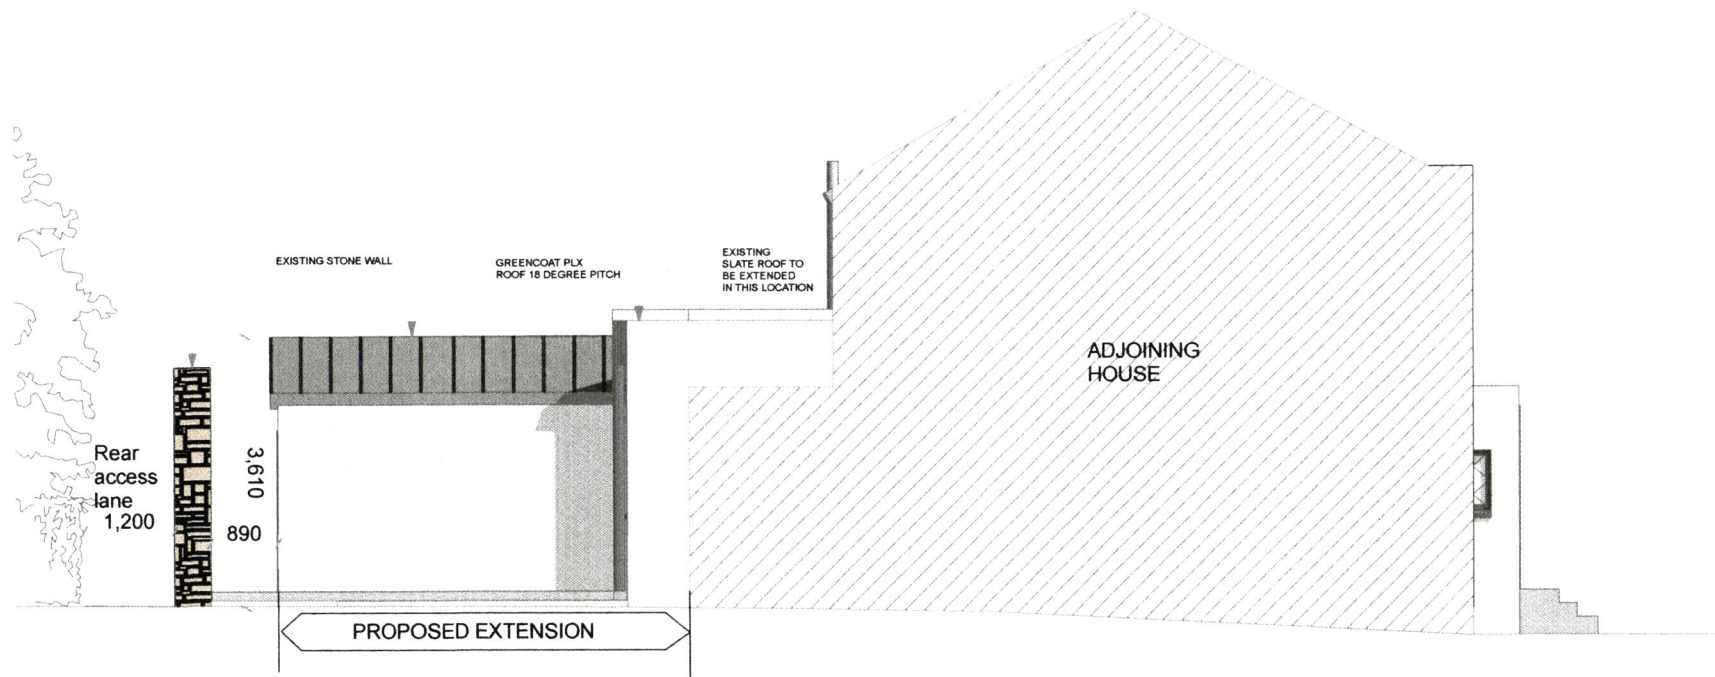 EXISTING STONE WALL
GREENCOAT PLX
ROOF 18 DEGREE PITCH
EXISTING
SLATE ROOF TO
BE EXTENDED
IN THIS LOCATION
ADJOINING
HOUSE
Rear
access
lane
1,200
3,610
890
PROPOSED EXTENSION